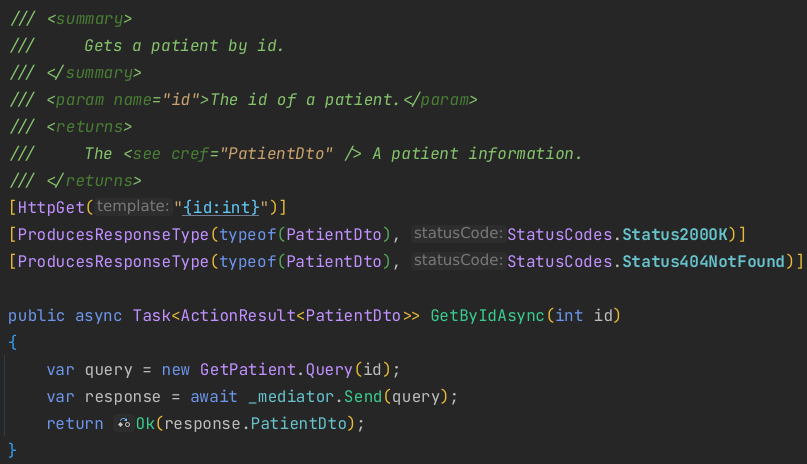 /// <summary>
///     Gets a patient by id.
/// </summary>
/// <param name="id">The id of a patient.</param>
/// <returns>
///     The <see cref="PatientDto" /> A patient information.
/// </returns>
[HttpGet(template:"{id:int}")]
[ProducesResponseType(typeof(PatientDto), statusCode:StatusCodes.Status200OK)]
[ProducesResponseType(typeof(PatientDto), statusCode:StatusCodes.Status404NotFound)]

public async Task<ActionResult<PatientDto>> GetByIdAsync(int id)
{
    var query = new GetPatient.Query(id);
    var response = await _mediator.Send(query);
    return Ok(response.PatientDto);
}